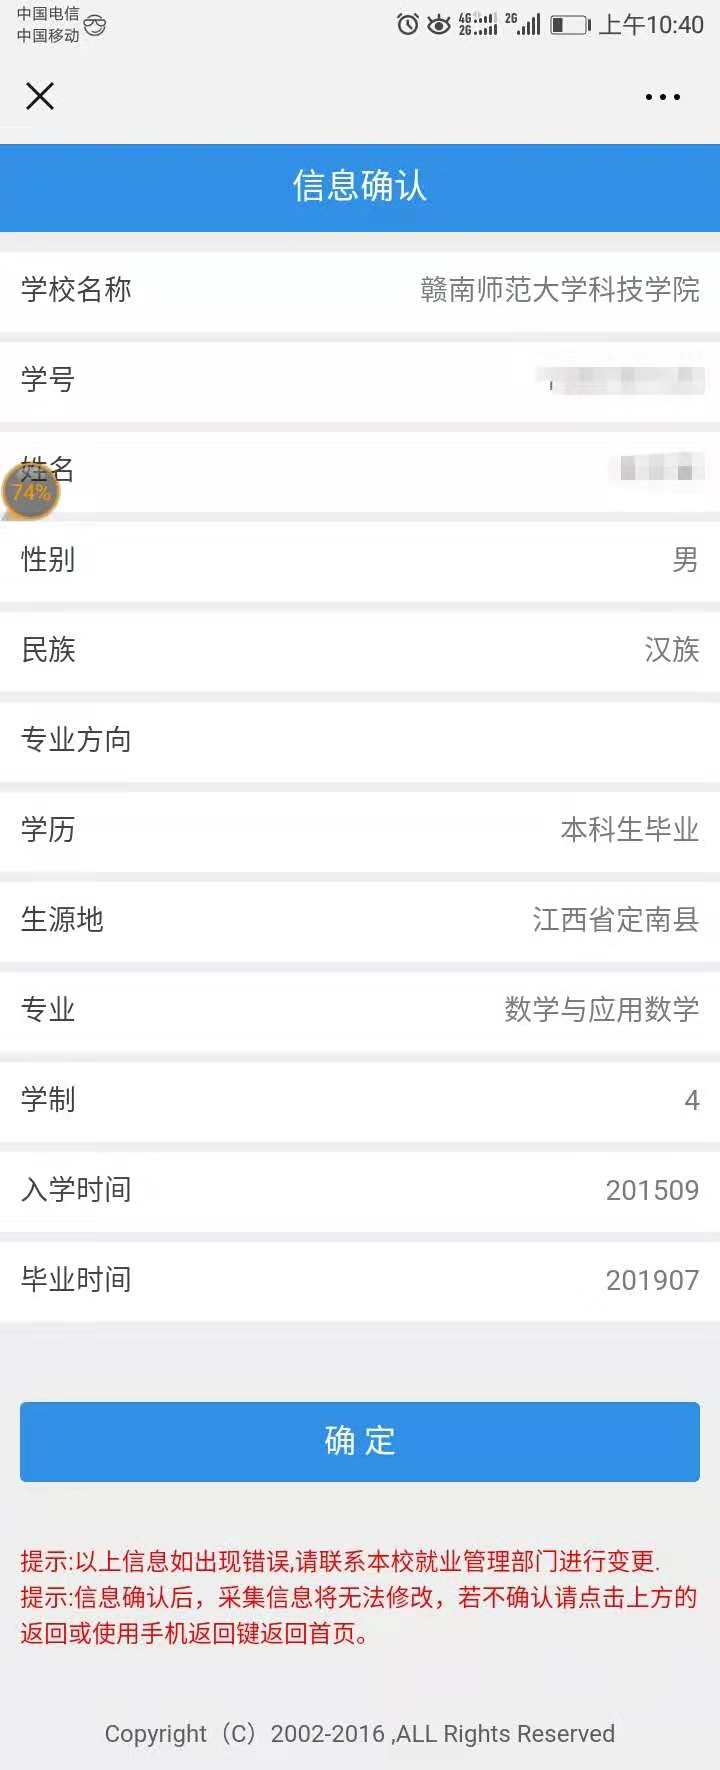 中国电信
中国移动
4G 2G 2G 上午10:40
信息确认
学校名称 赣南师范大学科技学院
学号
姓名
74%
性别 男
民族 汉族
专业方向
学历 本科生毕业
生源地 江西省定南县
专业 数学与应用数学
学制 4
入学时间 201509
毕业时间 201907
确 定
提示:以上信息如出现错误,请联系本校就业管理部门进行变更.
提示:信息确认后，采集信息将无法修改，若不确认请点击上方的
返回或使用手机返回键返回首页。
Copyright（C）2002-2016 ,ALL Rights Reserved